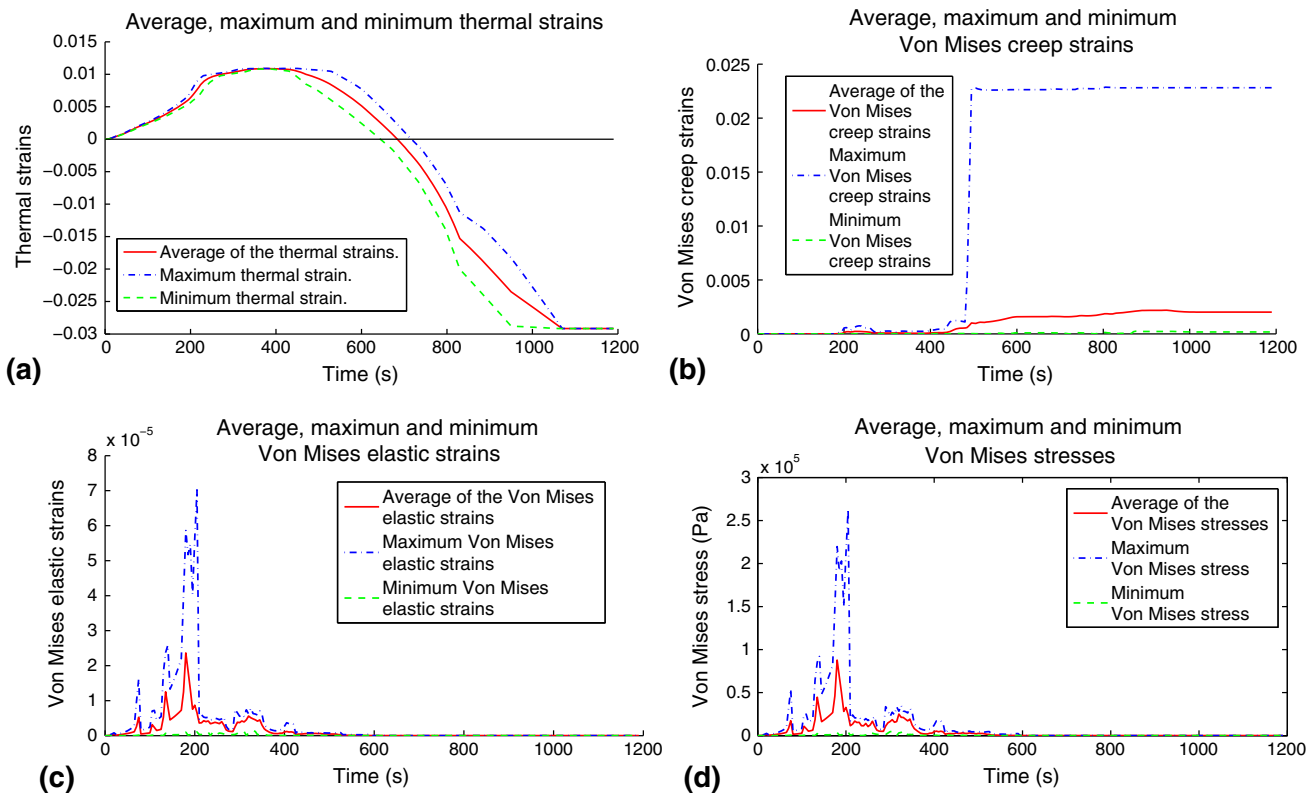 Average, maximum and minimum thermal strains
0.015
0.01
0.005
0
−0.005
−0.01
−0.015
−0.02
−0.025
−0.03
Thermal strains
Average of the thermal strains.
Maximum thermal strain.
Minimum thermal strain.
0 200 400 600 800 1000 1200
Time (s)
(a)
Average, maximum and minimum
Von Mises creep strains
0.025
0.02
0.015
0.01
0.005
0
Von Mises creep strains
Average of the
Von Mises
creep strains
Maximum
Von Mises
creep strains
Minimum
Von Mises
creep strains
0 200 400 600 800 1000 1200
Time (s)
(b)
Average, maximun and minimum
Von Mises elastic strains
x 10−5
8
7
6
5
4
3
2
1
0
Von Mises elastic strains
Average of the Von Mises
elastic strains
Maximum Von Mises
elastic strains
Minimum Von Mises
elastic strains
0 200 400 600 800 1000 1200
Time (s)
(c)
Average, maximum and minimum
Von Mises stresses
x 105
3
2.5
2
1.5
1
0.5
0
Von Mises stress (Pa)
Average of the
Von Mises stresses
Maximum
Von Mises stress
Minimum
Von Mises stress
0 200 400 600 800 1000 1200
Time (s)
(d)